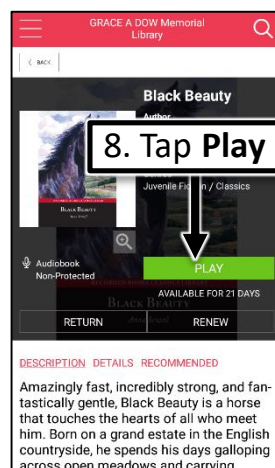 GRACE A DOW Memorial
Library
< BACK
Black Beauty
Author
8. Tap Play
Juvenile Fiction / Classics
BLACK BEAUTY
Audiobook
Non-Protected
PLAY
AVAILABLE FOR 21 DAYS
BLACK BEAUTY
RETURN
RENEW
DESCRIPTION DETAILS RECOMMENDED
Amazingly fast, incredibly strong, and fan-
tastically gentle, Black Beauty is a horse
that touches the hearts of all who meet
him. Born on a grand estate in the English
countryside, he spends his days galloping
across open meadows and carrying